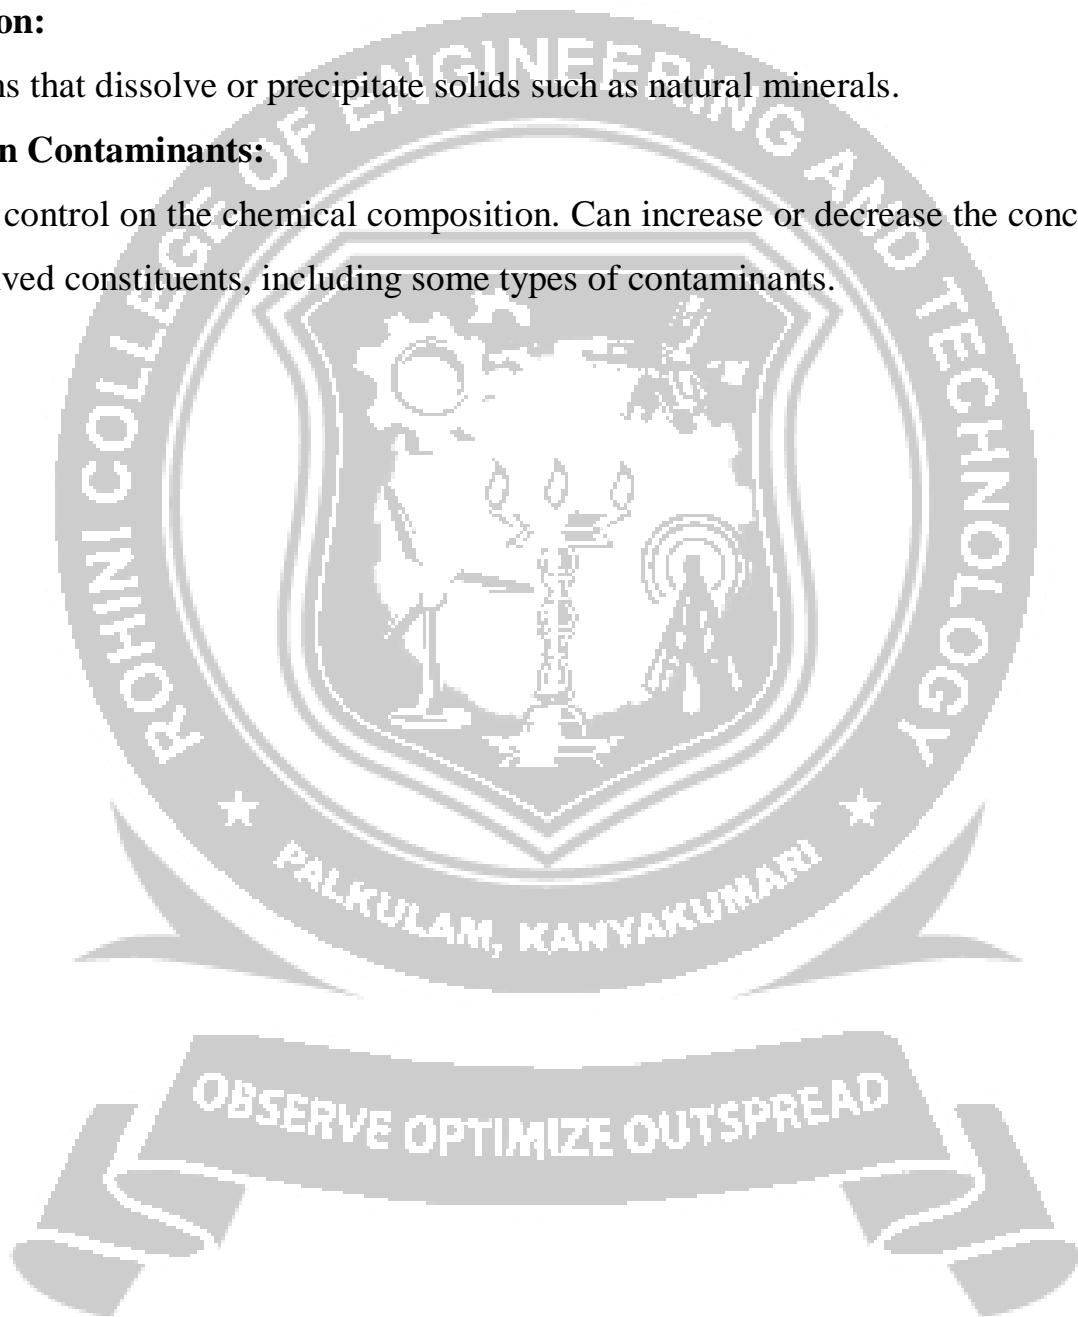 on:
ns that dissolve or precipitate solids such as natural minerals.
n Contaminants:
control on the chemical composition. Can increase or decrease the conc
ved constituents, including some types of contaminants.
ROHINI COLLEGE OF ENGINEERING AND TECHNOLOGY
PALKULAM, KANYAKUMARI
OBSERVE OPTIMIZE OUTSPREAD